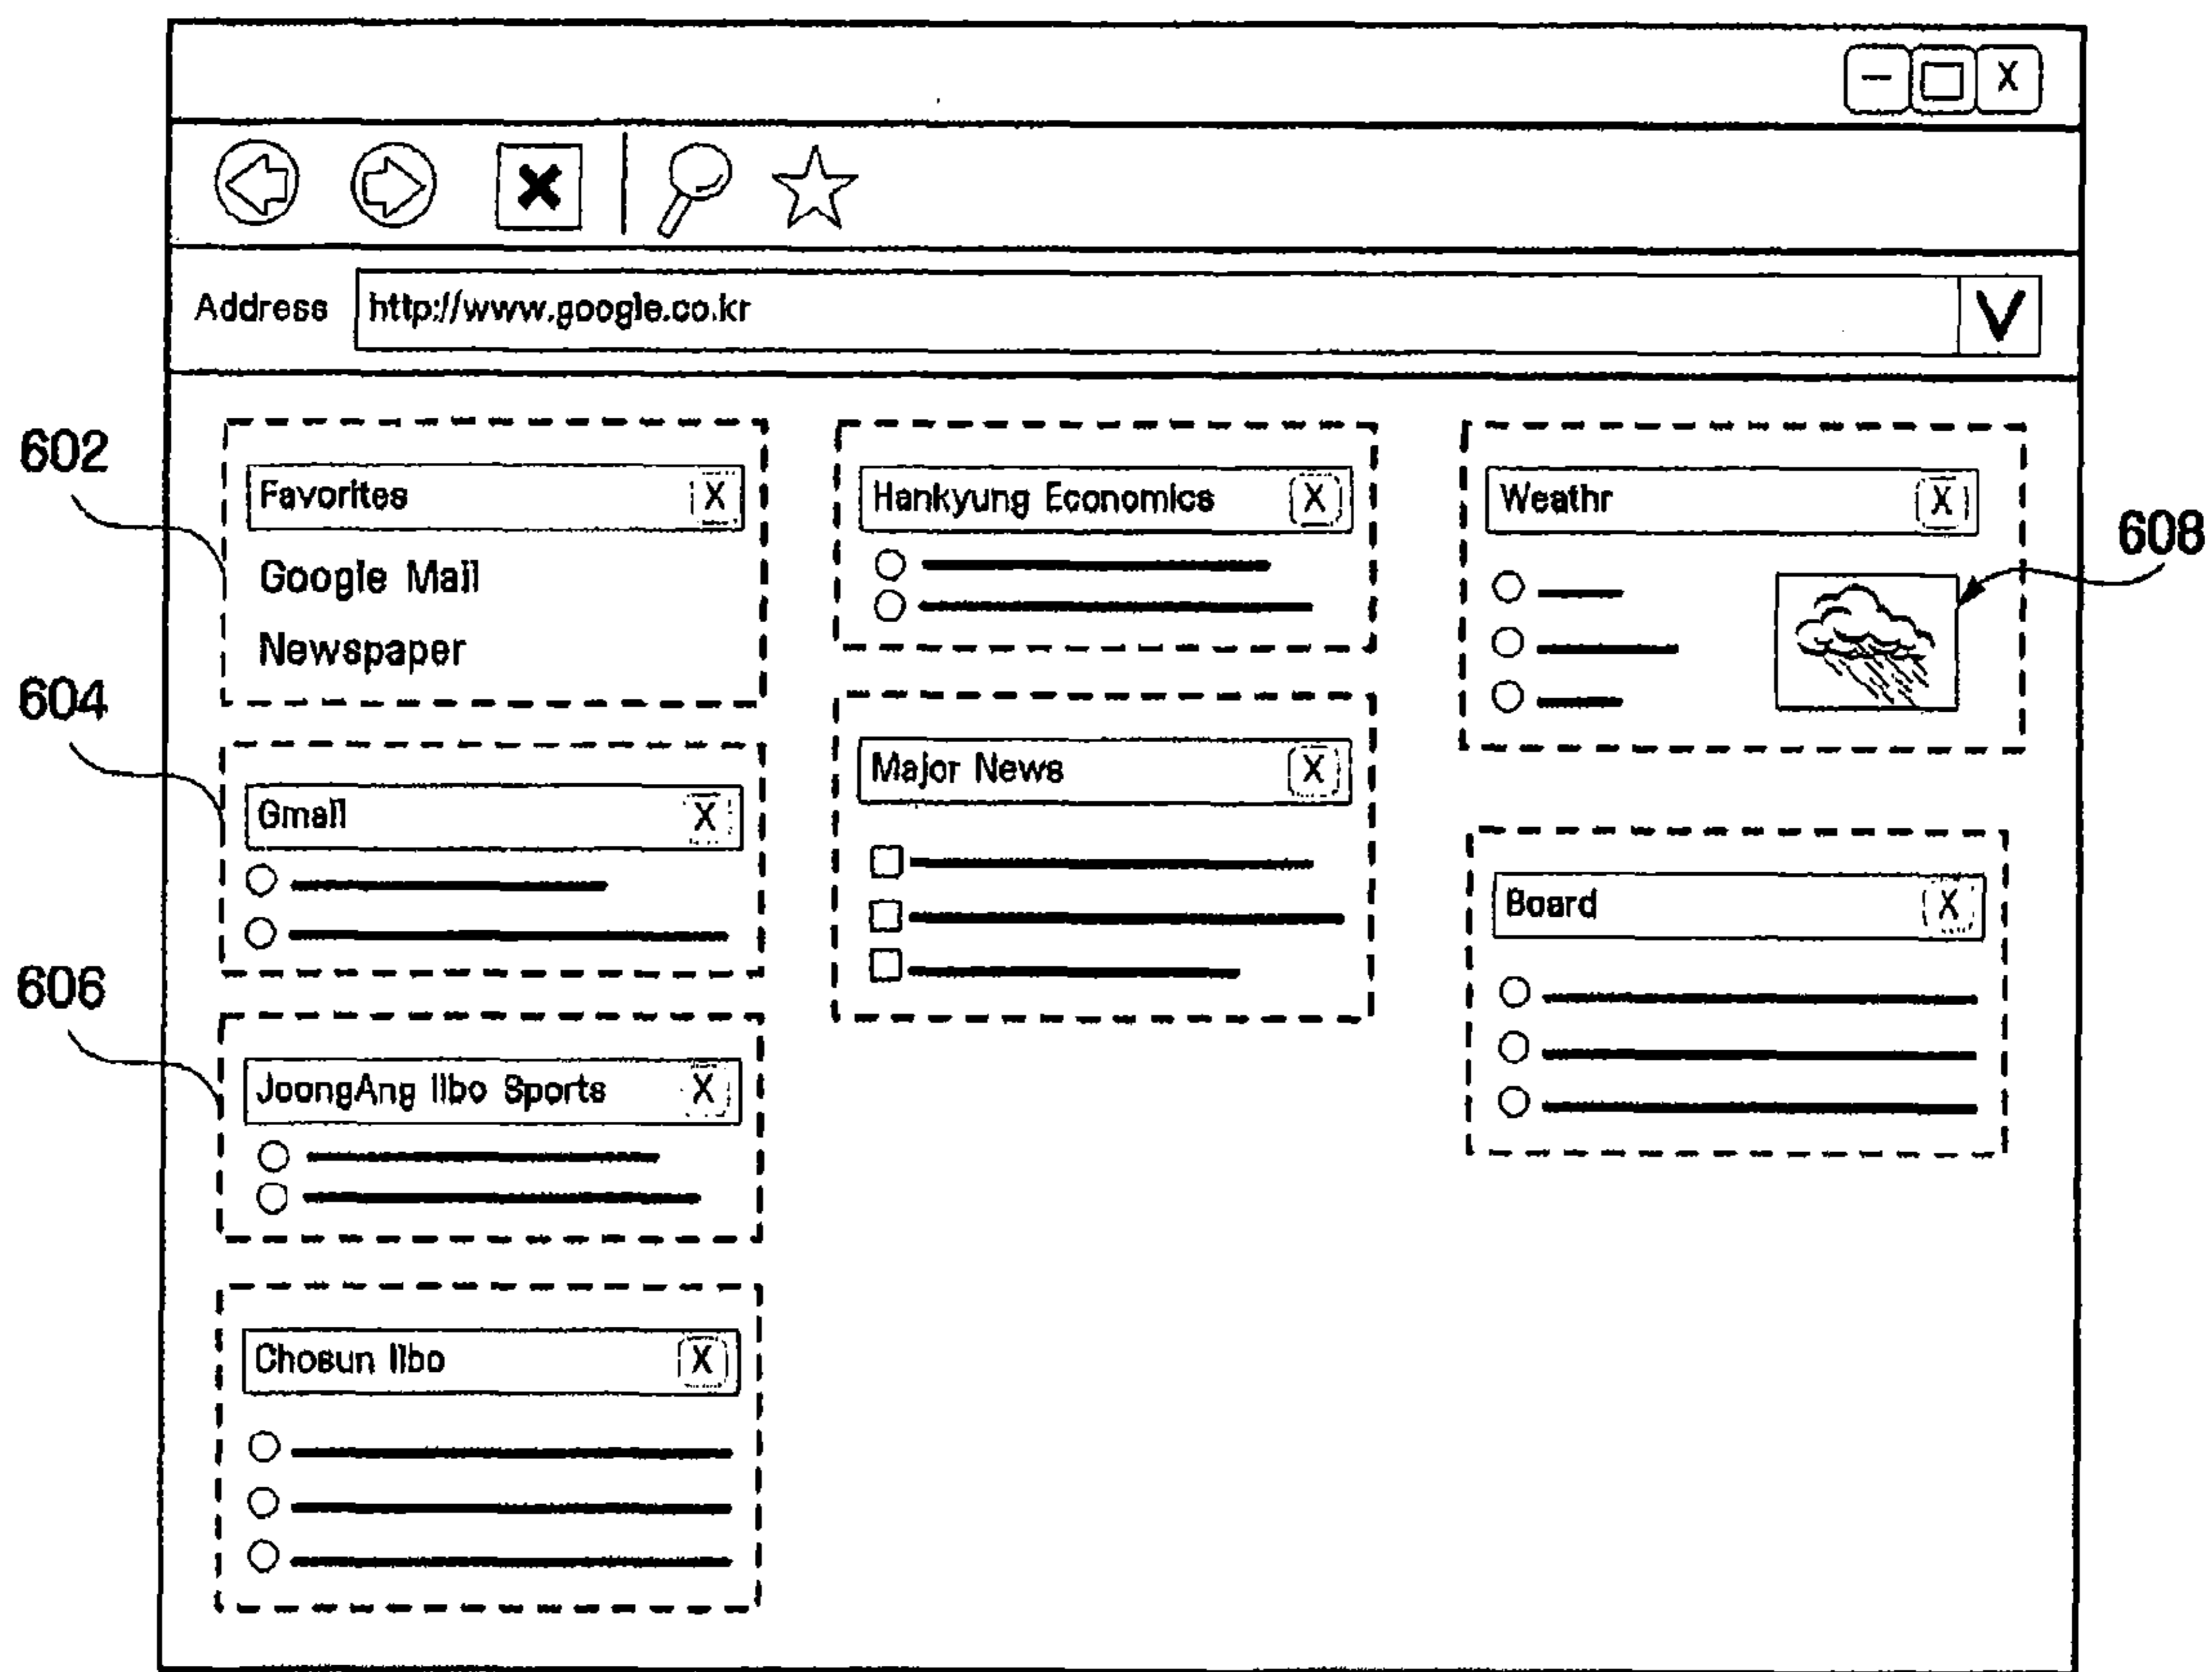 Address http://www.google.co.kr V
602
Favorites X
Google Mail
Newspaper
604
Gmail X
606
JoongAng Ilbo Sports X
Chosun Ilbo X
Hankyung Economics X
Major News X
Weathr X
608
Board X